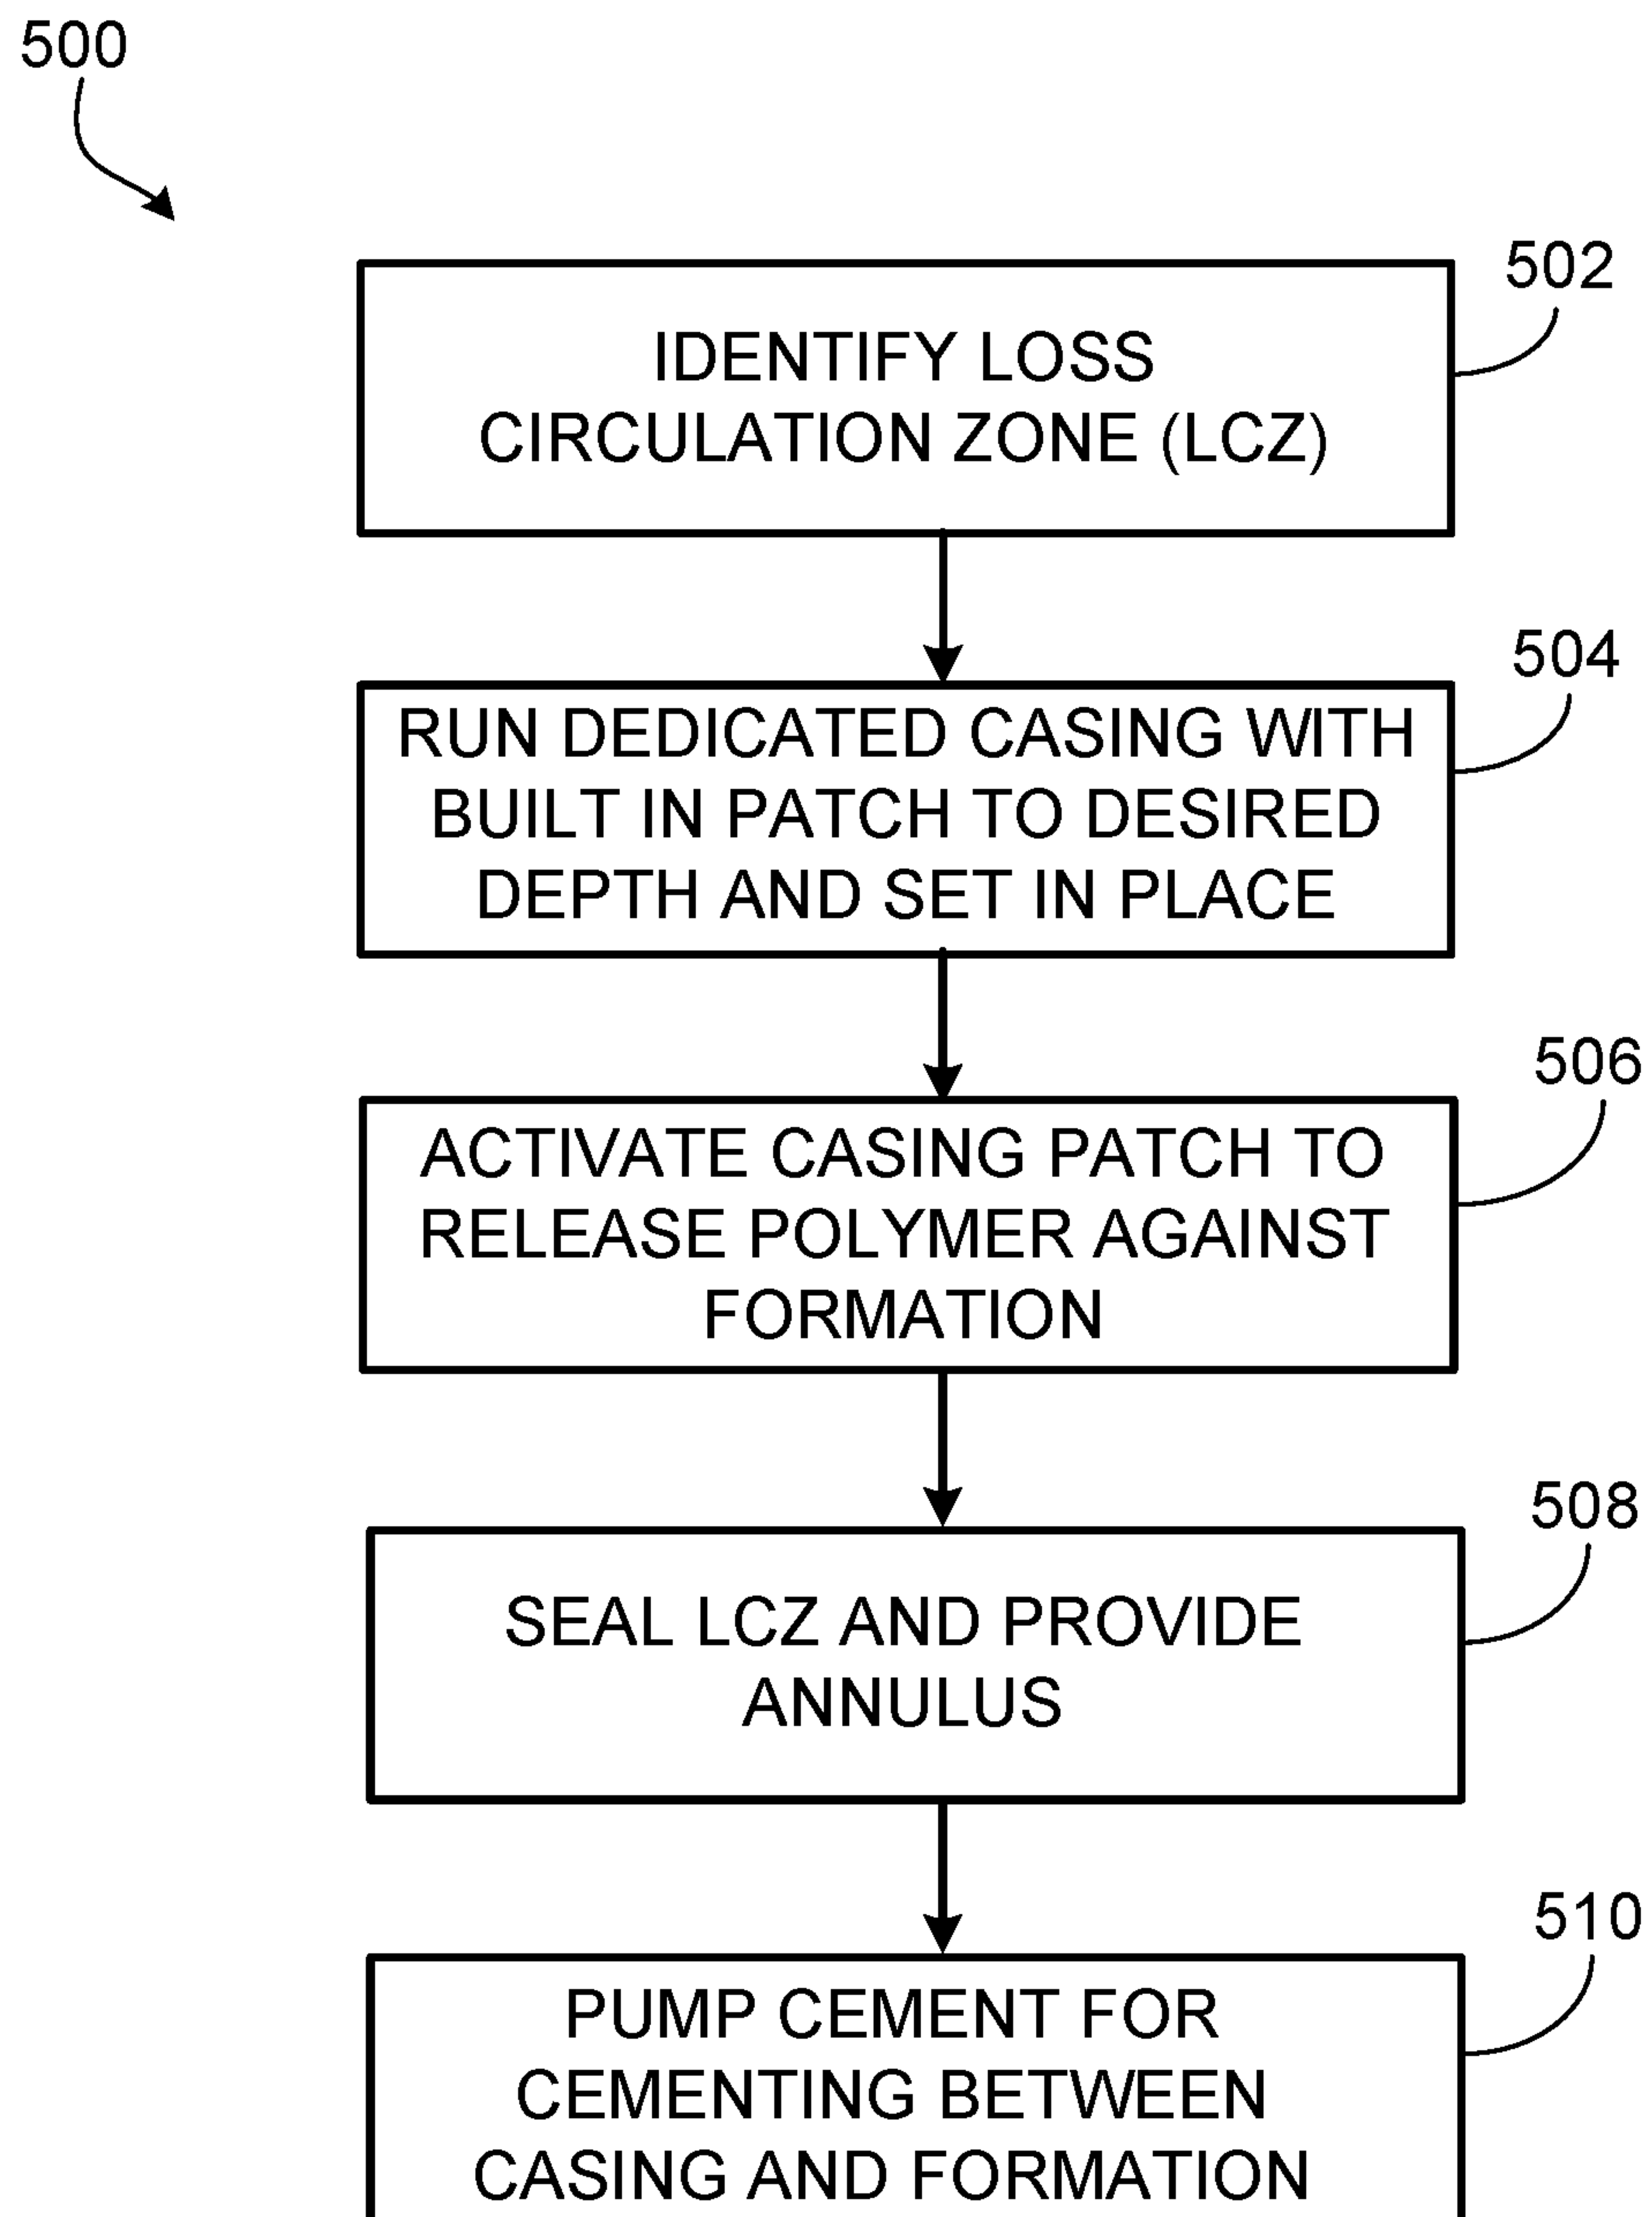 500
502
IDENTIFY LOSS
CIRCULATION ZONE (LCZ)
504
RUN DEDICATED CASING WITH
BUILT IN PATCH TO DESIRED
DEPTH AND SET IN PLACE
506
ACTIVATE CASING PATCH TO
RELEASE POLYMER AGAINST
FORMATION
508
SEAL LCZ AND PROVIDE
ANNULUS
510
PUMP CEMENT FOR
CEMENTING BETWEEN
CASING AND FORMATION